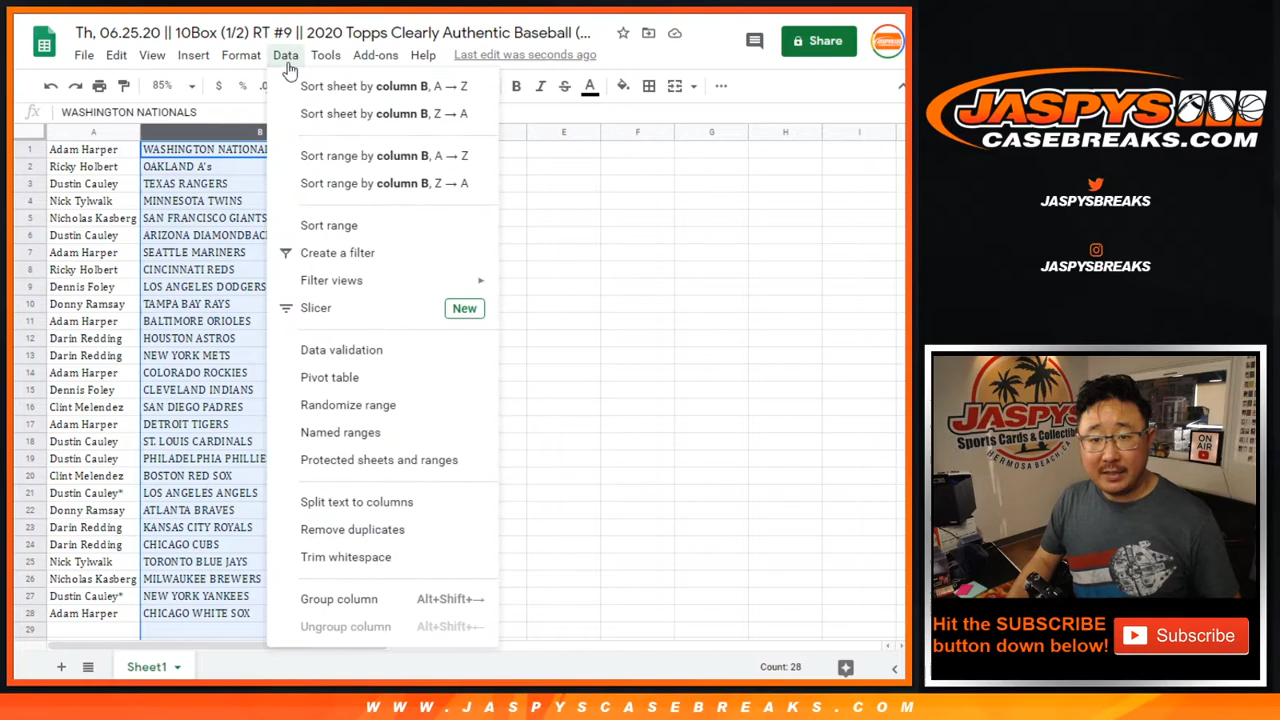 Th, 06.25.20 || 10Box (1/2) RT #9 || 2020 Topps Clearly Authentic Baseball (...
File Edit View Insert Format Data Tools Add-ons Help Last edit was seconds ago
Share
85% $ % .0 B I S A
fx WASHINGTON NATIONALS
A B E F G H I
1 Adam Harper WASHINGTON NATIONAL
2 Ricky Holbert OAKLAND A's
3 Dustin Cauley TEXAS RANGERS
4 Nick Tylwalk MINNESOTA TWINS
5 Nicholas Kasberg SAN FRANCISCO GIANTS
6 Dustin Cauley ARIZONA DIAMONDBAC
7 Adam Harper SEATTLE MARINERS
8 Ricky Holbert CINCINNATI REDS
9 Dennis Foley LOS ANGELES DODGERS
10 Donny Ramsay TAMPA BAY RAYS
11 Adam Harper BALTIMORE ORIOLES
12 Darin Redding HOUSTON ASTROS
13 Darin Redding NEW YORK METS
14 Adam Harper COLORADO ROCKIES
15 Dennis Foley CLEVELAND INDIANS
16 Clint Melendez SAN DIEGO PADRES
17 Adam Harper DETROIT TIGERS
18 Dustin Cauley ST. LOUIS CARDINALS
19 Dustin Cauley PHILADELPHIA PHILLIE
20 Clint Melendez BOSTON RED SOX
21 Dustin Cauley* LOS ANGELES ANGELS
22 Donny Ramsay ATLANTA BRAVES
23 Darin Redding KANSAS CITY ROYALS
24 Darin Redding CHICAGO CUBS
25 Nick Tylwalk TORONTO BLUE JAYS
26 Nicholas Kasberg MILWAUKEE BREWERS
27 Dustin Cauley* NEW YORK YANKEES
28 Adam Harper CHICAGO WHITE SOX
29
Sort sheet by column B, A → Z
Sort sheet by column B, Z → A
Sort range by column B, A → Z
Sort range by column B, Z → A
Sort range
Create a filter
Filter views
Slicer New
Data validation
Pivot table
Randomize range
Named ranges
Protected sheets and ranges
Split text to columns
Remove duplicates
Trim whitespace
Group column Alt+Shift+→
Ungroup column Alt+Shift+←
Sheet1
Count: 28
JASPYS
CASEBREAKS.COM
JASPYSBREAKS
JASPYSBREAKS
JASPYS
Sports Cards & Collectibles
HERMOSA BEACH, CA
ON AIR
Hit the SUBSCRIBE
button down below!
Subscribe
WWW.JASPYSCASEBREAKS.COM